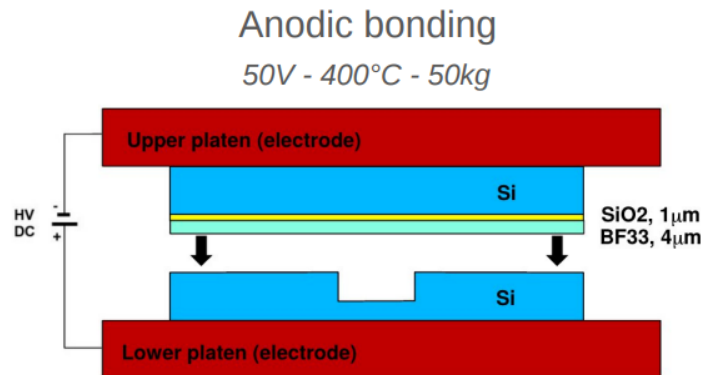 Anodic bonding
50V - 400°C - 50kg
Upper platen (electrode)
Si
HV
DC
-
+
SiO2, 1μm
BF33, 4μm
Si
Lower platen (electrode)